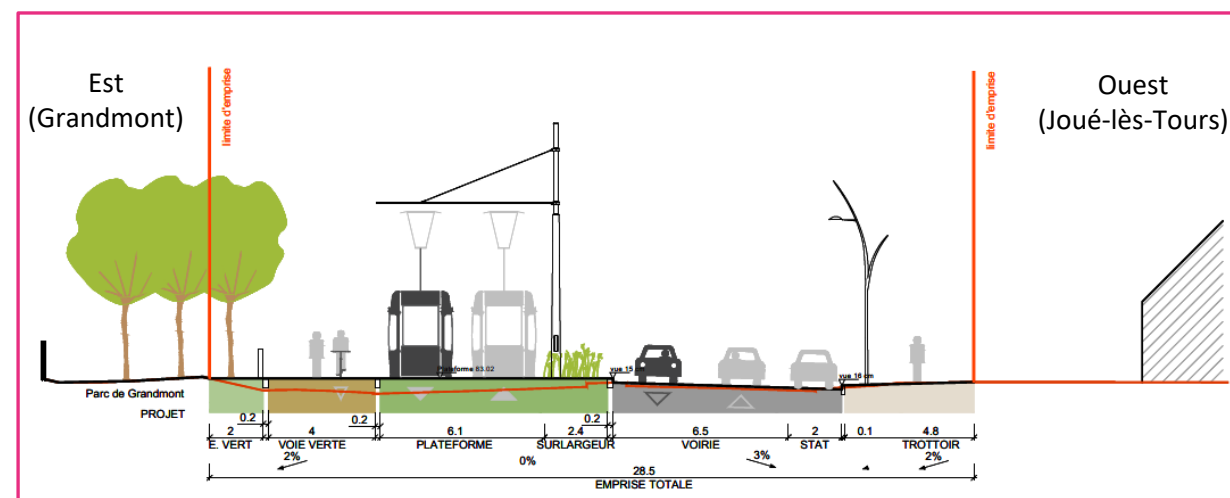 Est
(Grandmont)
limite d'emprise
limite d'emprise
Ouest
(Joué-lès-Tours)
Plateforme 83.02
vue 15 cm
vue 16 cm
Parc de Grandmont
PROJET
0.2
0.2
0.2
2
4
6.1
2.4
6.5
2
0.1
4.8
E. VERT
VOIE VERTE
PLATEFORME
SURLARGEUR
VOIRIE
STAT
TROTTOIR
2%
0%
3%
2%
28.5
EMPRISE TOTALE